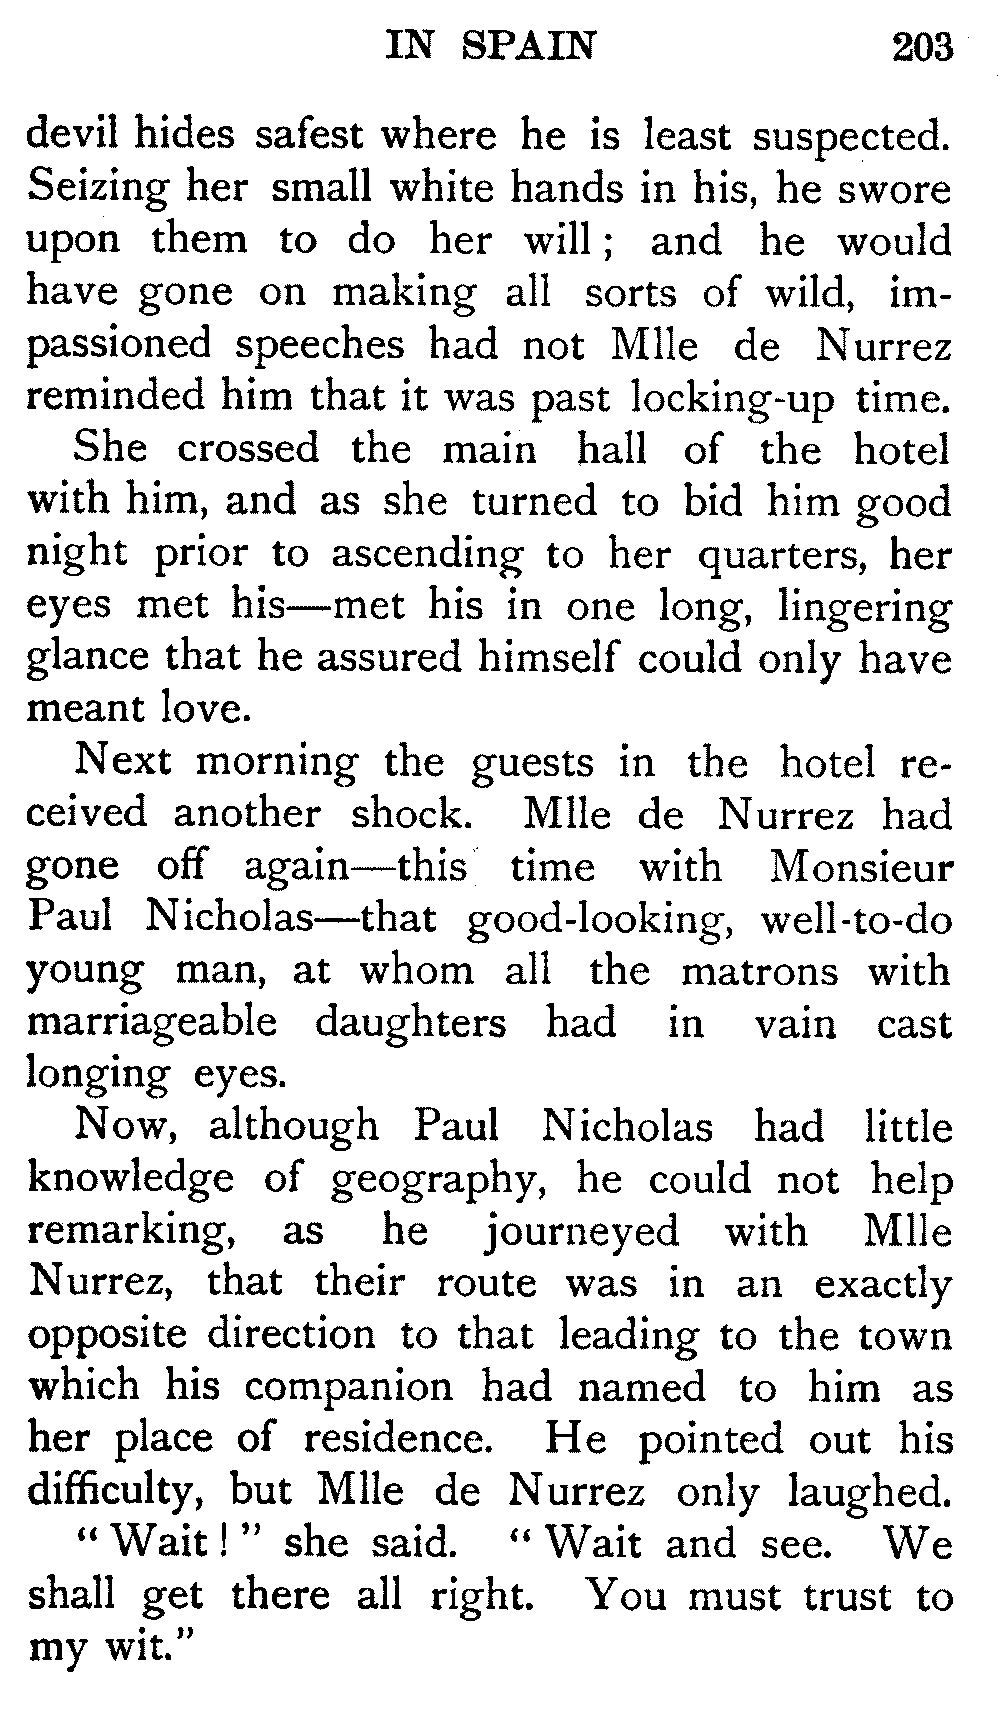 IN SPAIN 203
devil hides safest where he is least suspected.
Seizing her small white hands in his, he swore
upon them to do her will ; and he would
have gone on making all sorts of wild, im-
passioned speeches had not Mlle de Nurrez
reminded him that it was past locking-up time.
She crossed the main hall of the hotel
with him, and as she turned to bid him good
night prior to ascending to her quarters, her
eyes met his—met his in one long, lingering
glance that he assured himself could only have
meant love.
Next morning the guests in the hotel re-
ceived another shock. Mlle de Nurrez had
gone off again—this time with Monsieur
Paul Nicholas—that good-looking, well-to-do
young man, at whom all the matrons with
marriageable daughters had in vain cast
longing eyes.
Now, although Paul Nicholas had little
knowledge of geography, he could not help
remarking, as he journeyed with Mlle
Nurrez, that their route was in an exactly
opposite direction to that leading to the town
which his companion had named to him as
her place of residence. He pointed out his
difficulty, but Mlle de Nurrez only laughed.
“ Wait ! ” she said. “ Wait and see. We
shall get there all right. You must trust to
my wit.”